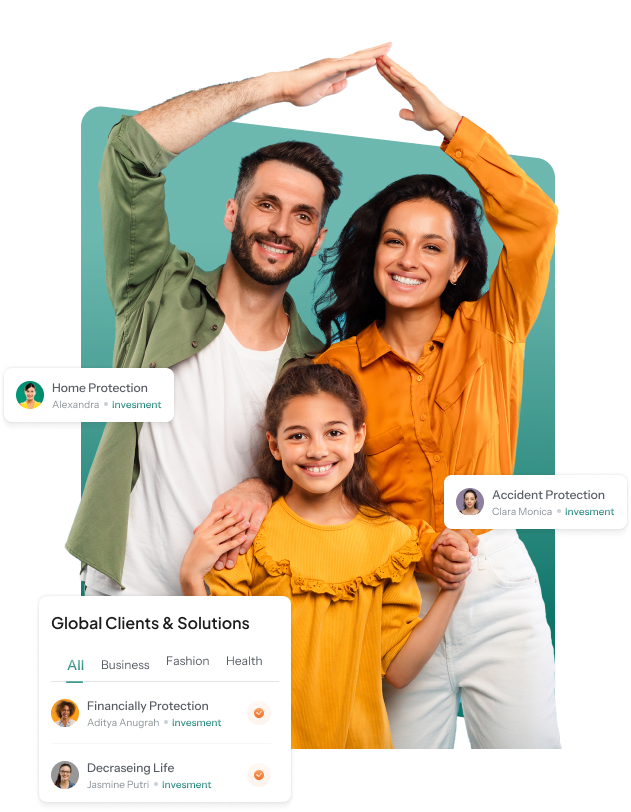 Home Protection
Alexandra • invesment
Accident Protection
Clara Monica • invesment
Global Clients & Solutions
All Business Fashion Health
Financially Protection
Aditya Anugrah • invesment
Decraseing Life
Jasmine Putri • invesment